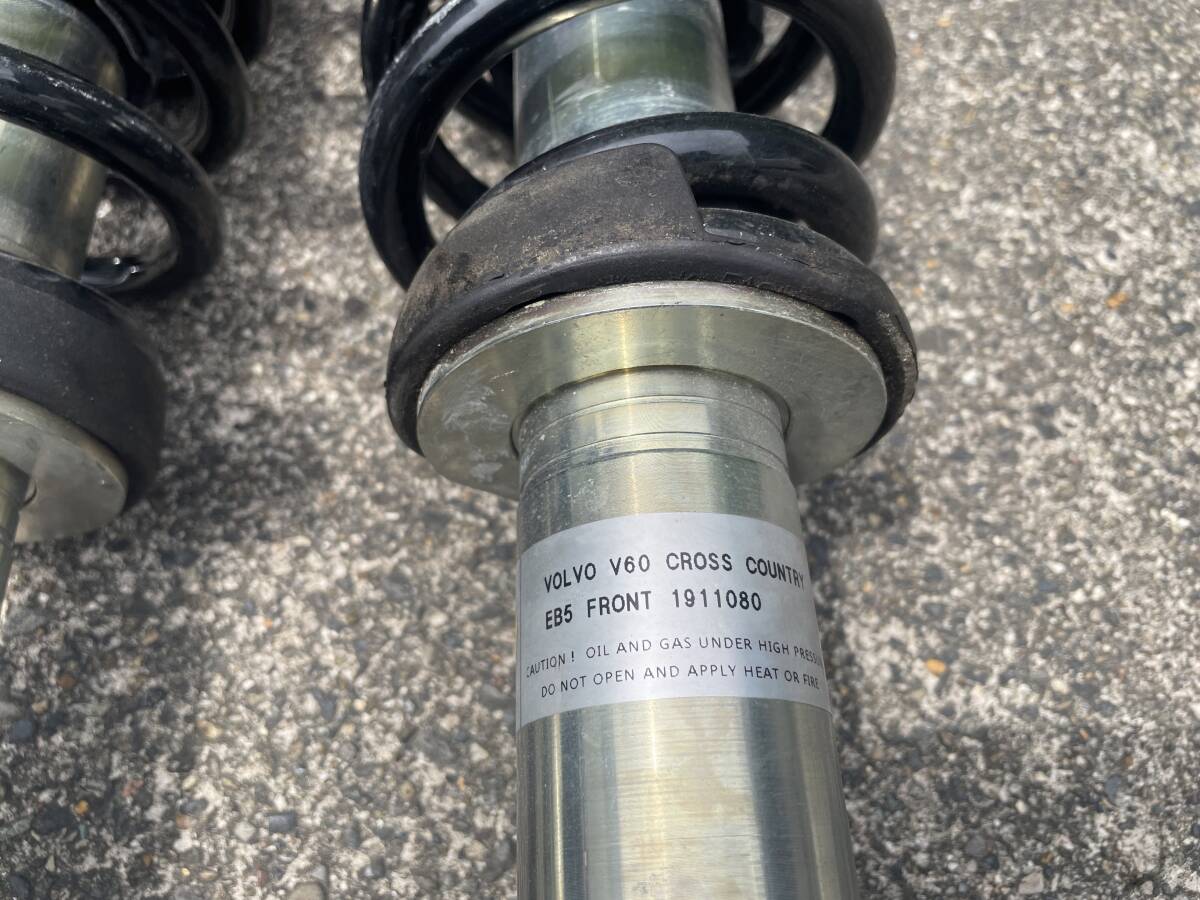 VOLVO V60 CROSS COUNTRY
EB5 FRONT 1911080
CAUTION ! OIL AND GAS UNDER HIGH PRESSU
DO NOT OPEN AND APPLY HEAT OR FIRE